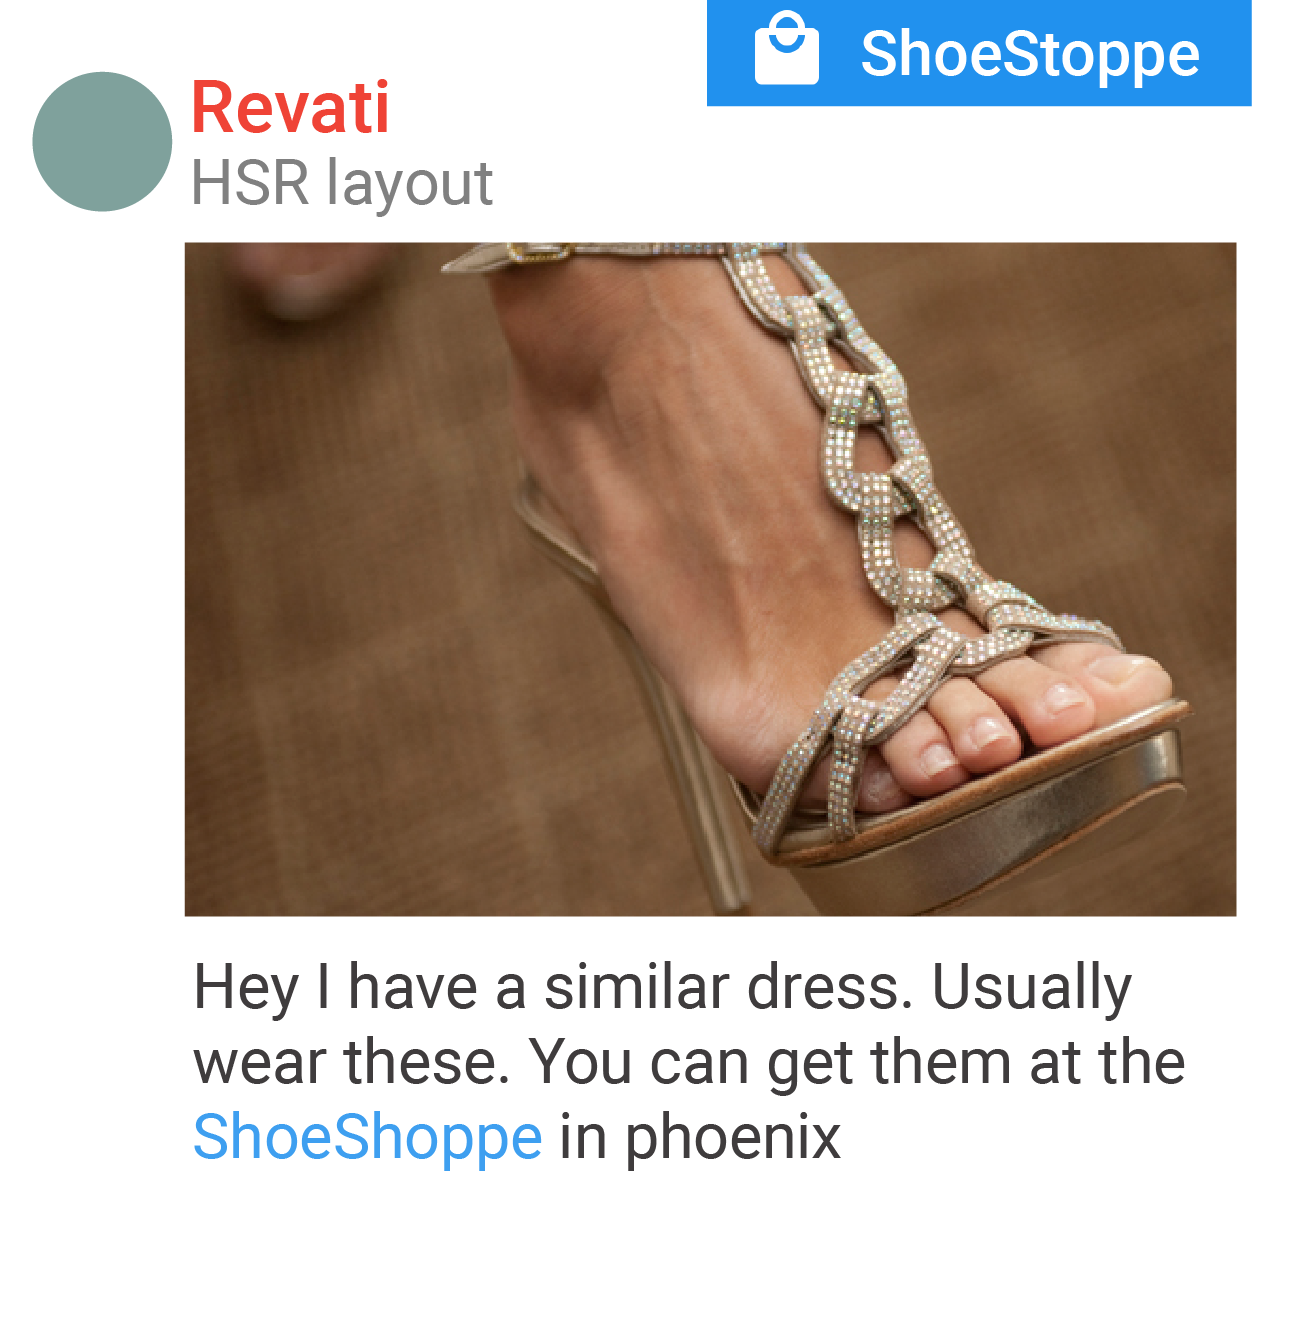 ShoeStoppe
Revati
HSR layout
Hey I have a similar dress. Usually
wear these. You can get them at the
ShoeShoppe in phoenix